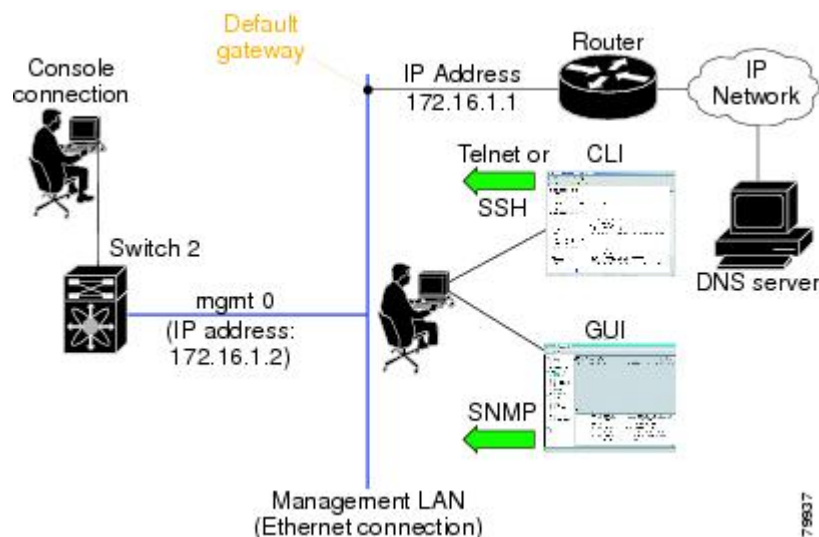 Default
gateway
Console
connection
IP Address
172.16.1.1
Router
IP
Network
Telnet or
SSH
CLI
Switch 2
mgmt 0
(IP address:
172.16.1.2)
DNS server
GUI
SNMP
Management LAN
(Ethernet connection)
79937